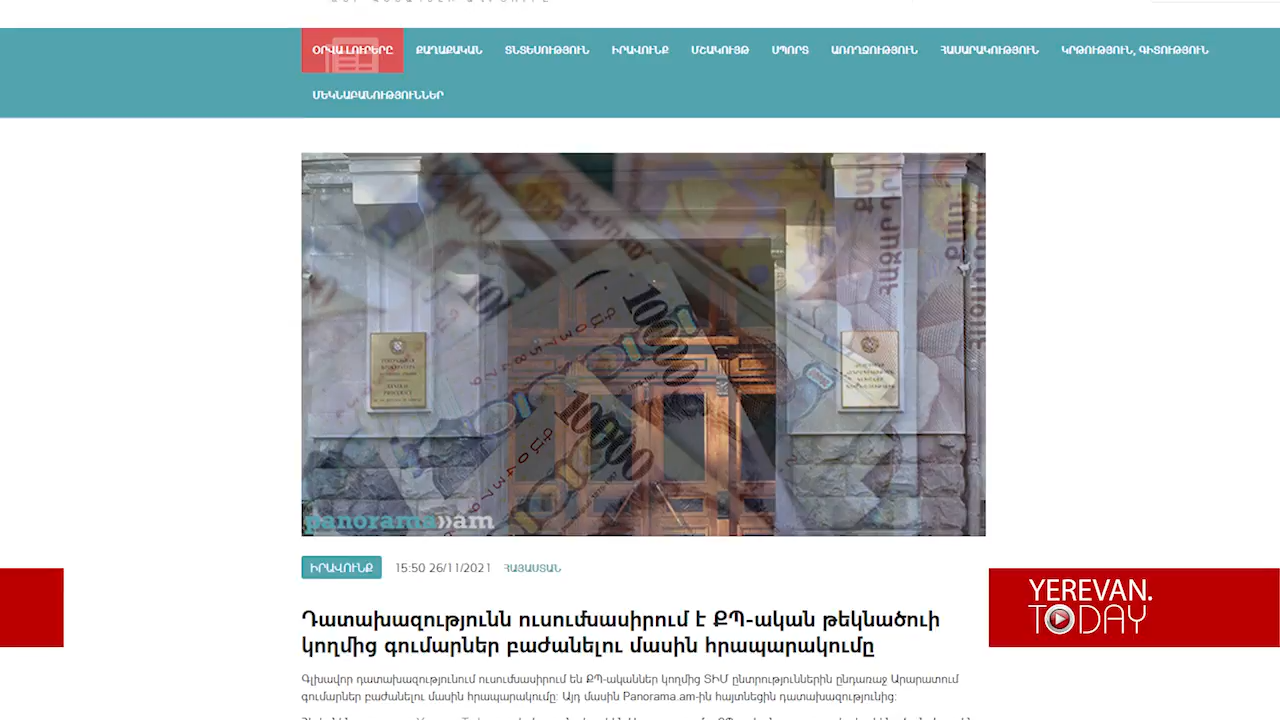 ՕՐՎԱ ԼՈՒՐԵՐԸ ՔԱՂԱՔԱԿԱՆ ՏՆՏԵՍՈՒԹՅՈՒՆ ԻՐԱՎՈՒՆՔ ՄՇԱԿՈՒՅԹ ՍՊՈՐՏ ԱՌՈՂՋՈՒԹՅՈՒՆ ՀԱՍԱՐԱԿՈՒԹՅՈՒՆ ԿՐԹՈՒԹՅՈՒՆ, ԳԻՏՈՒԹՅՈՒՆ
ՄԵԿՆԱԲԱՆՈՒԹՅՈՒՆՆԵՐ
10000
10000
panorama»am
ԻՐԱՎՈՒՆՔ 15:50 26/11/2021 ՀԱՅԱՍՏԱՆ
Դատախազությունն ուսումնասիրում է ՔՊ-ական թեկնածուի
կողմից գումարներ բաժանելու մասին հրապարակումը
YEREVAN.
TODAY
Գլխավոր դատախազությունում ուսումնասիրում են ՔՊ-ականներ կողմից ՏԻՄ ընտրություններին ընդառաջ Արարատում
գումարներ բաժանելու մասին հրապարակումը: Այդ մասին Panorama.am-ին հայտնեցին դատախազությունից: